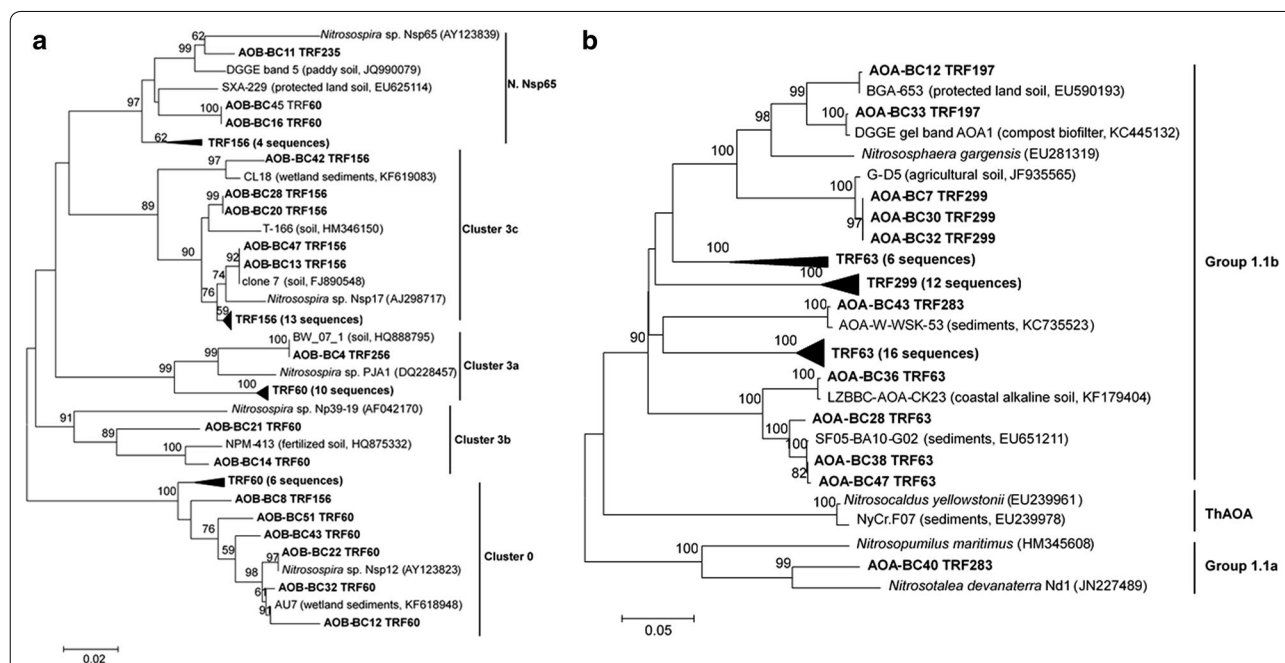 a
62
Nitrosospira sp. Nsp65 (AY123839)
99
AOB-BC11 TRF235
DGGE band 5 (paddy soil, JQ990079)
N. Nsp65
SXA-229 (protected land soil, EU625114)
97
100
AOB-BC45 TRF60
AOB-BC16 TRF60
62
TRF156 (4 sequences)
97
AOB-BC42 TRF156
CL18 (wetland sediments, KF619083)
89
99
AOB-BC28 TRF156
AOB-BC20 TRF156
T-166 (soil, HM346150)
Cluster 3c
90
92
AOB-BC47 TRF156
AOB-BC13 TRF156
74
clone 7 (soil, FJ890548)
76
Nitrosospira sp. Nsp17 (AJ298717)
59
TRF156 (13 sequences)
100
BW_07_1 (soil, HQ888795)
99
AOB-BC4 TRF256
Cluster 3a
99
Nitrosospira sp. PJA1 (DQ228457)
100
TRF60 (10 sequences)
91
Nitrosospira sp. Np39-19 (AF042170)
89
AOB-BC21 TRF60
Cluster 3b
100
NPM-413 (fertilized soil, HQ875332)
AOB-BC14 TRF60
100
TRF60 (6 sequences)
AOB-BC8 TRF156
76
AOB-BC51 TRF60
59
AOB-BC43 TRF60
Cluster 0
97
AOB-BC22 TRF60
98
Nitrosospira sp. Nsp12 (AY123823)
61
AOB-BC32 TRF60
91
AU7 (wetland sediments, KF618948)
AOB-BC12 TRF60
0.02
b
99
AOA-BC12 TRF197
BGA-653 (protected land soil, EU590193)
98
100
AOA-BC33 TRF197
DGGE gel band AOA1 (compost biofilter, KC445132)
100
Nitrososphaera gargensis (EU281319)
100
G-D5 (agricultural soil, JF935565)
AOA-BC7 TRF299
97
AOA-BC30 TRF299
AOA-BC32 TRF299
100
TRF63 (6 sequences)
Group 1.1b
100
TRF299 (12 sequences)
100
AOA-BC43 TRF283
AOA-W-WSK-53 (sediments, KC735523)
90
100
TRF63 (16 sequences)
100
AOA-BC36 TRF63
LZBBC-AOA-CK23 (coastal alkaline soil, KF179404)
100
100
AOA-BC28 TRF63
100
SF05-BA10-G02 (sediments, EU651211)
AOA-BC38 TRF63
82
AOA-BC47 TRF63
100
Nitrosocaldus yellowstonii (EU239961)
ThAOA
NyCr.F07 (sediments, EU239978)
100
Nitrosopumilus maritimus (HM345608)
99
AOA-BC40 TRF283
Group 1.1a
Nitrosotalea devanaterra Nd1 (JN227489)
0.05